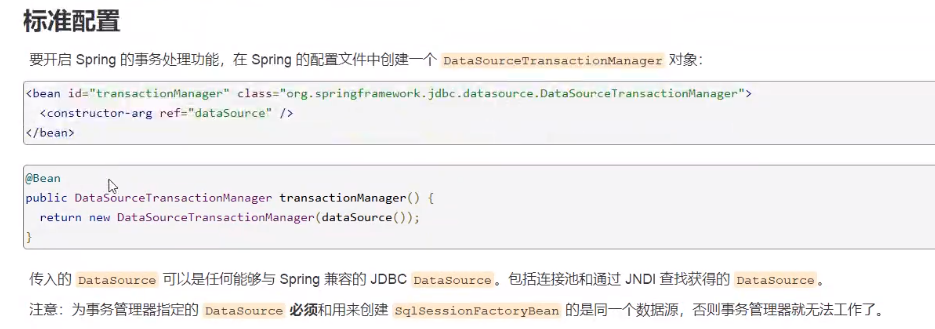 标准配置
要开启 Spring 的事务处理功能，在 Spring 的配置文件中创建一个 DataSourceTransactionManager 对象：
<bean id="transactionManager" class="org.springframework.jdbc.datasource.DataSourceTransactionManager">
  <constructor-arg ref="dataSource" />
</bean>
@Bean
public DataSourceTransactionManager transactionManager() {
  return new DataSourceTransactionManager(dataSource());
}
传入的 DataSource 可以是任何能够与 Spring 兼容的 JDBC DataSource。包括连接池和通过 JNDI 查找获得的 DataSource。
注意：为事务管理器指定的 DataSource 必须和用来创建 SqlSessionFactoryBean 的是同一个数据源，否则事务管理器就无法工作了。